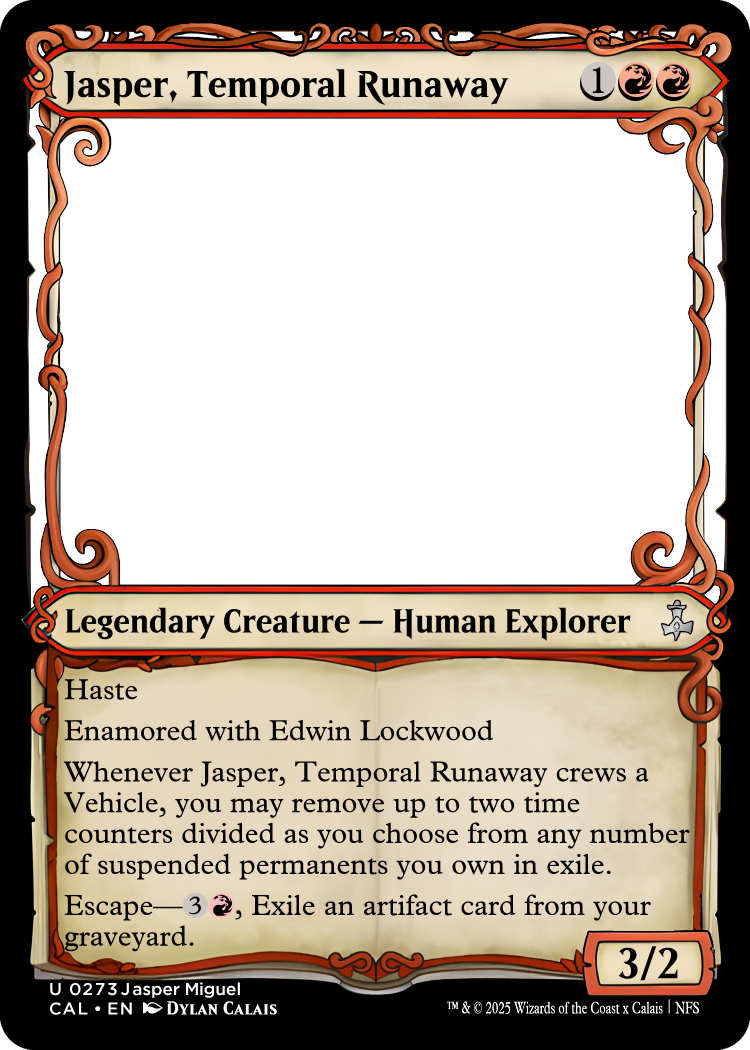 Jasper, Temporal Runaway 1
Legendary Creature — Human Explorer
Haste
Enamored with Edwin Lockwood
Whenever Jasper, Temporal Runaway crews a
Vehicle, you may remove up to two time
counters divided as you choose from any number
of suspended permanents you own in exile.
Escape—3, Exile an artifact card from your
graveyard.
3/2
U 0273 Jasper Miguel
CAL • EN Dylan Calais
™ & © 2025 Wizards of the Coast x Calais | NFS